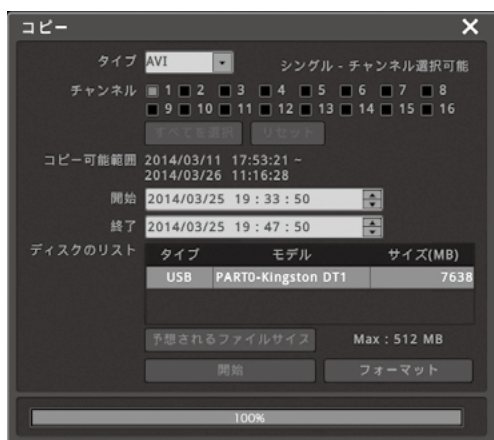 コピー
タイプ AVI シングル - チャンネル選択可能
チャンネル 1 2 3 4 5 6 7 8
9 10 11 12 13 14 15 16
すべてを選択 リセット
コピー可能範囲 2014/03/11 17:53:21 ~
2014/03/26 11:16:28
開始 2014/03/25 19 : 33 : 50
終了 2014/03/25 19 : 47 : 50
ディスクのリスト タイプ モデル サイズ(MB)
USB PART0-Kingston DT1 7638
予想されるファイルサイズ Max : 512 MB
開始 フォーマット
100%